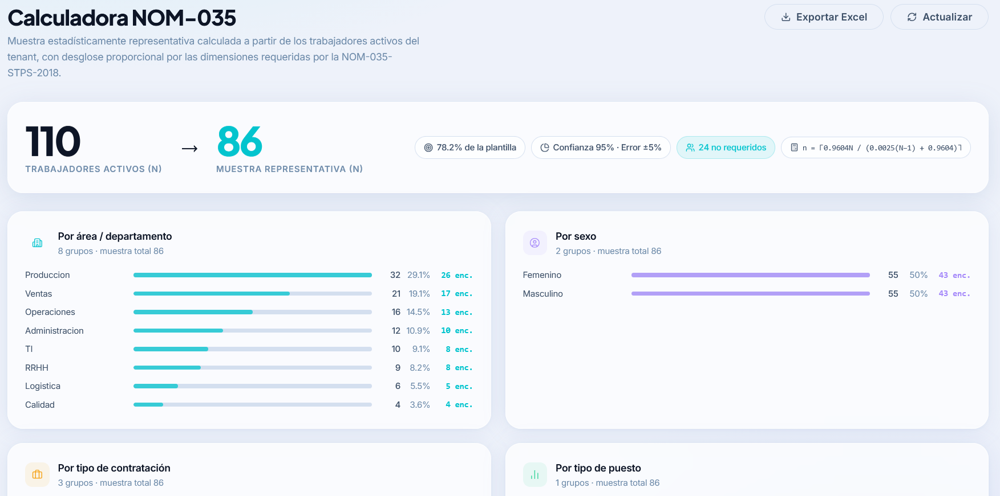 Calculadora NOM-035
Exportar Excel
Actualizar
Muestra estadísticamente representativa calculada a partir de los trabajadores activos del
tenant, con desglose proporcional por las dimensiones requeridas por la NOM-035-
STPS-2018.
110
TRABAJADORES ACTIVOS (N)
→
86
MUESTRA REPRESENTATIVA (N)
78.2% de la plantilla
Confianza 95% · Error ±5%
24 no requeridos
n = ⌈0.9604N / (0.0025(N−1) + 0.9604)⌉
Por área / departamento
8 grupos · muestra total 86
Produccion 32 29.1% 26 enc.
Ventas 21 19.1% 17 enc.
Operaciones 16 14.5% 13 enc.
Administracion 12 10.9% 10 enc.
TI 10 9.1% 8 enc.
RRHH 9 8.2% 8 enc.
Logistica 6 5.5% 5 enc.
Calidad 4 3.6% 4 enc.
Por sexo
2 grupos · muestra total 86
Femenino 55 50% 43 enc.
Masculino 55 50% 43 enc.
Por tipo de contratación
3 grupos · muestra total 86
Por tipo de puesto
1 grupos · muestra total 86